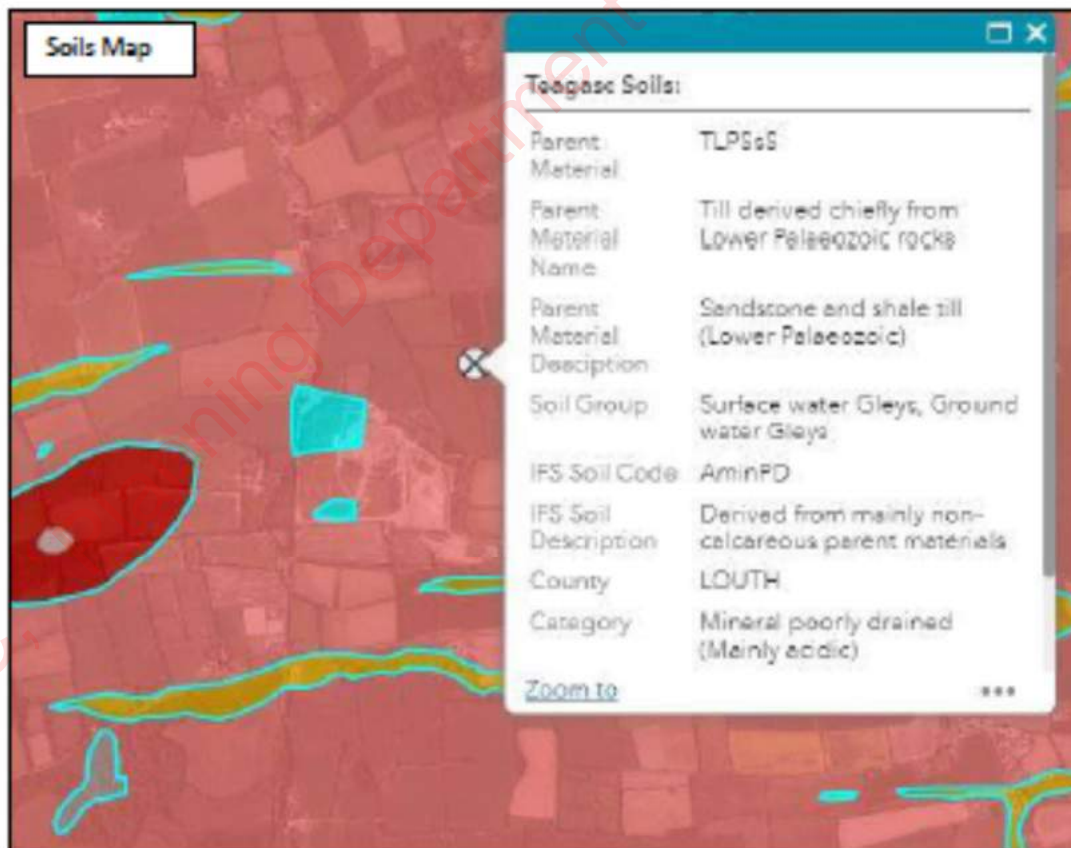 Soils Map
Teagasc Soils:
Parent Material
TLPSsS
Parent Material Name
Till derived chiefly from
Lower Palaeozoic rocks
Parent Material Desciption
Sandstone and shale till
(Lower Palaeozoic)
Soil Group
Surface water Gleys, Ground
water Gleys
IFS Soil Code
AminPD
IFS Soil Description
Derived from mainly non-
calcareous parent materials
County
LOUTH
Category
Mineral poorly drained
(Mainly acidic)
Zoom to
ning Department